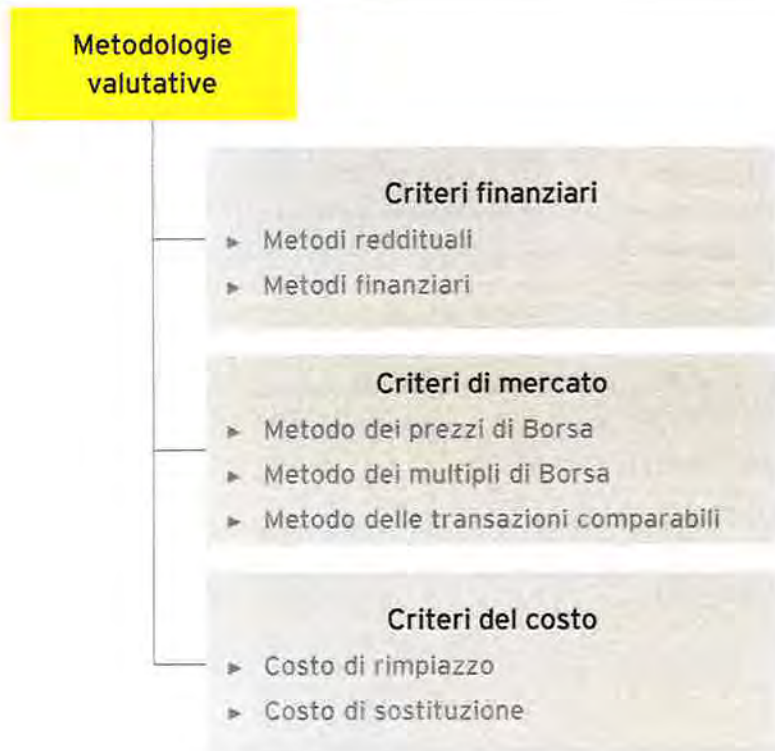 Metodologie
valutative
Criteri finanziari
► Metodi reddituali
► Metodi finanziari
Criteri di mercato
► Metodo dei prezzi di Borsa
► Metodo dei multipli di Borsa
► Metodo delle transazioni comparabili
Criteri del costo
► Costo di rimpiazzo
► Costo di sostituzione